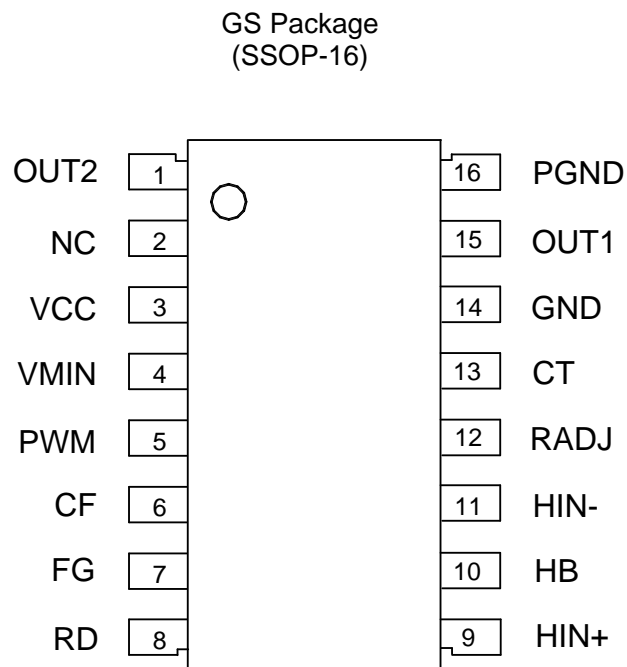 GS Package
(SSOP-16)
OUT2 1 16 PGND
NC 2 15 OUT1
VCC 3 14 GND
VMIN 4 13 CT
PWM 5 12 RADJ
CF 6 11 HIN-
FG 7 10 HB
RD 8 9 HIN+